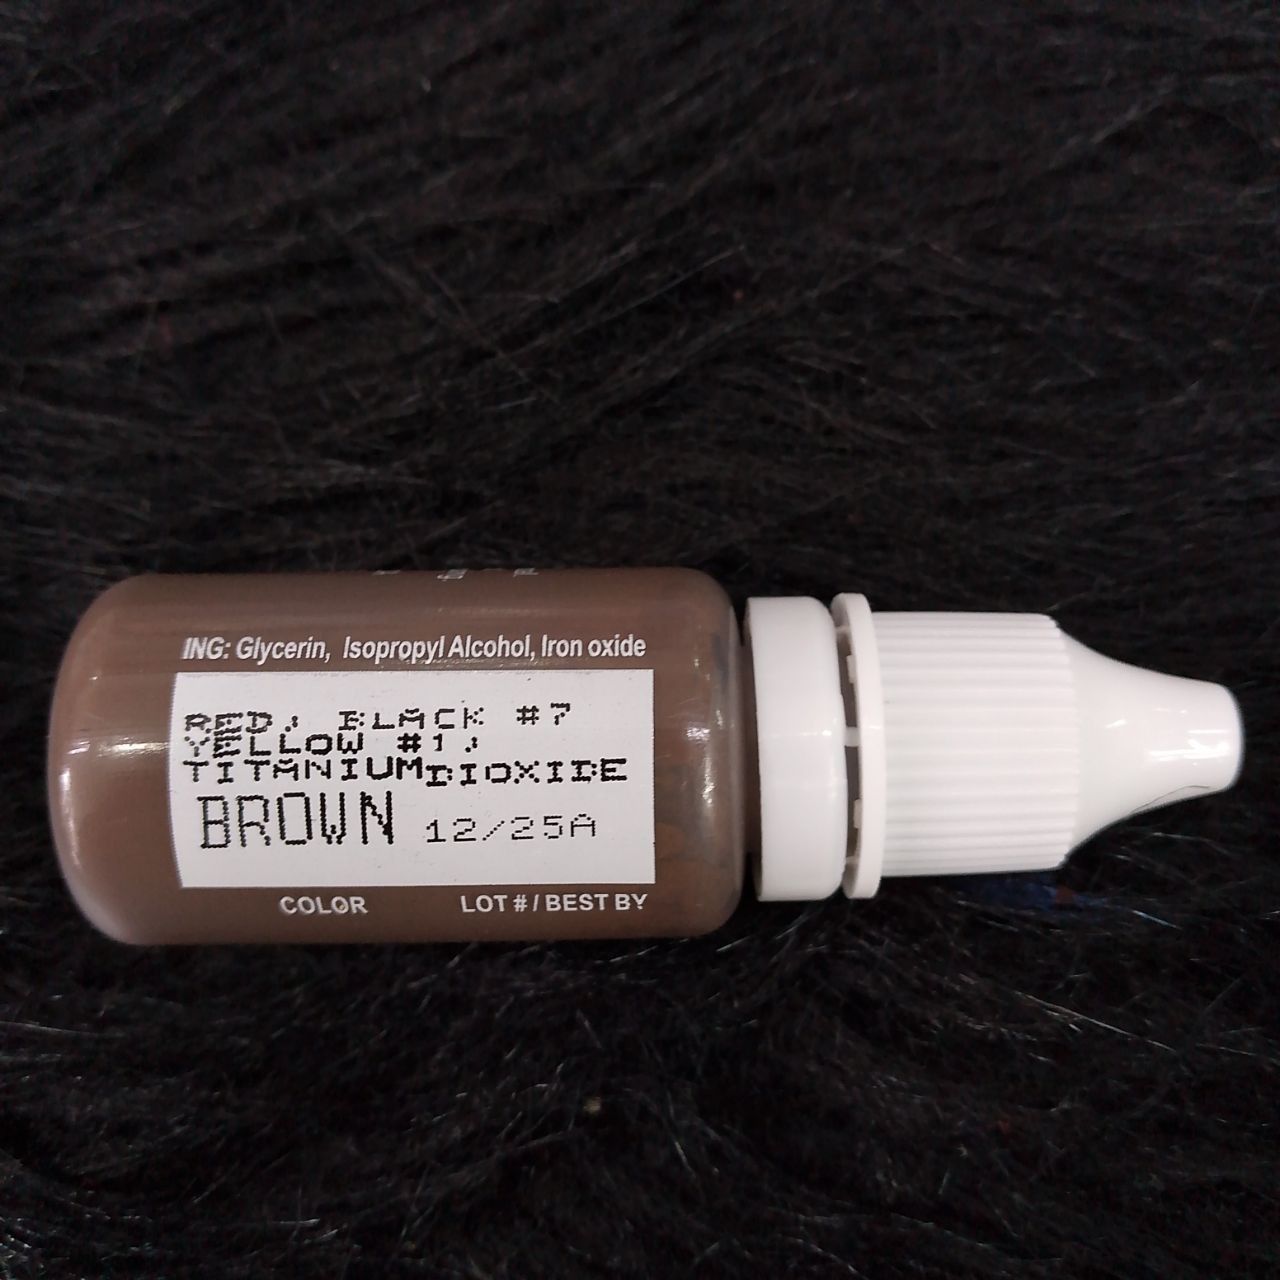 ING: Glycerin, Isopropyl Alcohol, Iron oxide
RED, BLACK #7
YELLOW #1,
TITANIUM DIOXIDE
BROWN 12/25A
COLOR LOT # / BEST BY